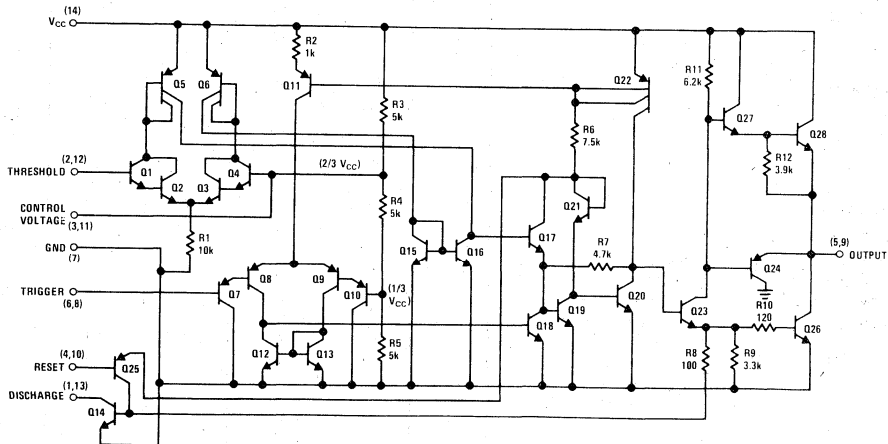 (14)
V_CC
R2
1k
Q5
Q6
Q11
Q22
R11
6.2k
Q27
Q28
R3
5k
R6
7.5k
R12
3.9k
THRESHOLD
(2,12)
Q1
Q2
Q3
Q4
(2/3 V_CC)
CONTROL
VOLTAGE
(3,11)
R4
5k
Q21
R1
10k
GND
(7)
Q15
Q16
Q17
R7
4.7k
Q24
(5,9)
OUTPUT
TRIGGER
(6,8)
Q7
Q8
Q9
Q10
(1/3
V_CC)
Q18
Q19
Q20
Q23
R10
120
Q26
RESET
(4,10)
Q25
Q12
Q13
R5
5k
R8
100
R9
3.3k
DISCHARGE
(1,13)
Q14